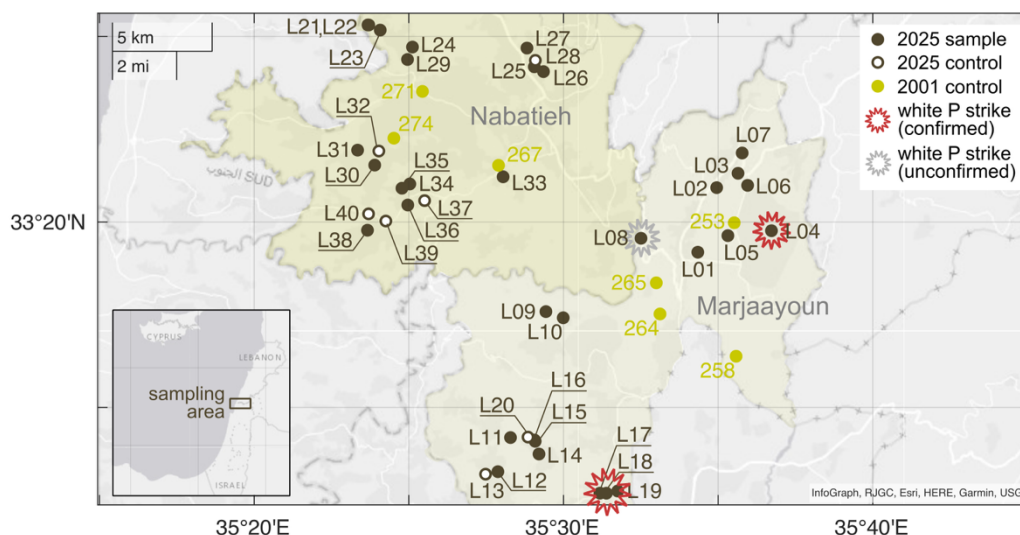 5 km
2 mi
L21,L22
L23
L24
L29
L27
L28
L25
L26
2025 sample
2025 control
2001 control
white P strike
(confirmed)
white P strike
(unconfirmed)
271
Nabatieh
L32
274
L31
L30
L35
L34
267
L33
L07
L03
L02
L06
الجنوب SUD
33°20'
L40
L37
L38
L36
L39
253
L08
L04
L05
L01
265
Marjaayoun
264
L09
L10
258
CYPRUS
LEBANON
sampling
area
ISRAEL
L16
L20
L15
L11
L14
L17
L18
L12
L13
L19
InfoGraph, RJGC, Esri, HERE, Garmin, USG
35°20'
35°30'
35°40'